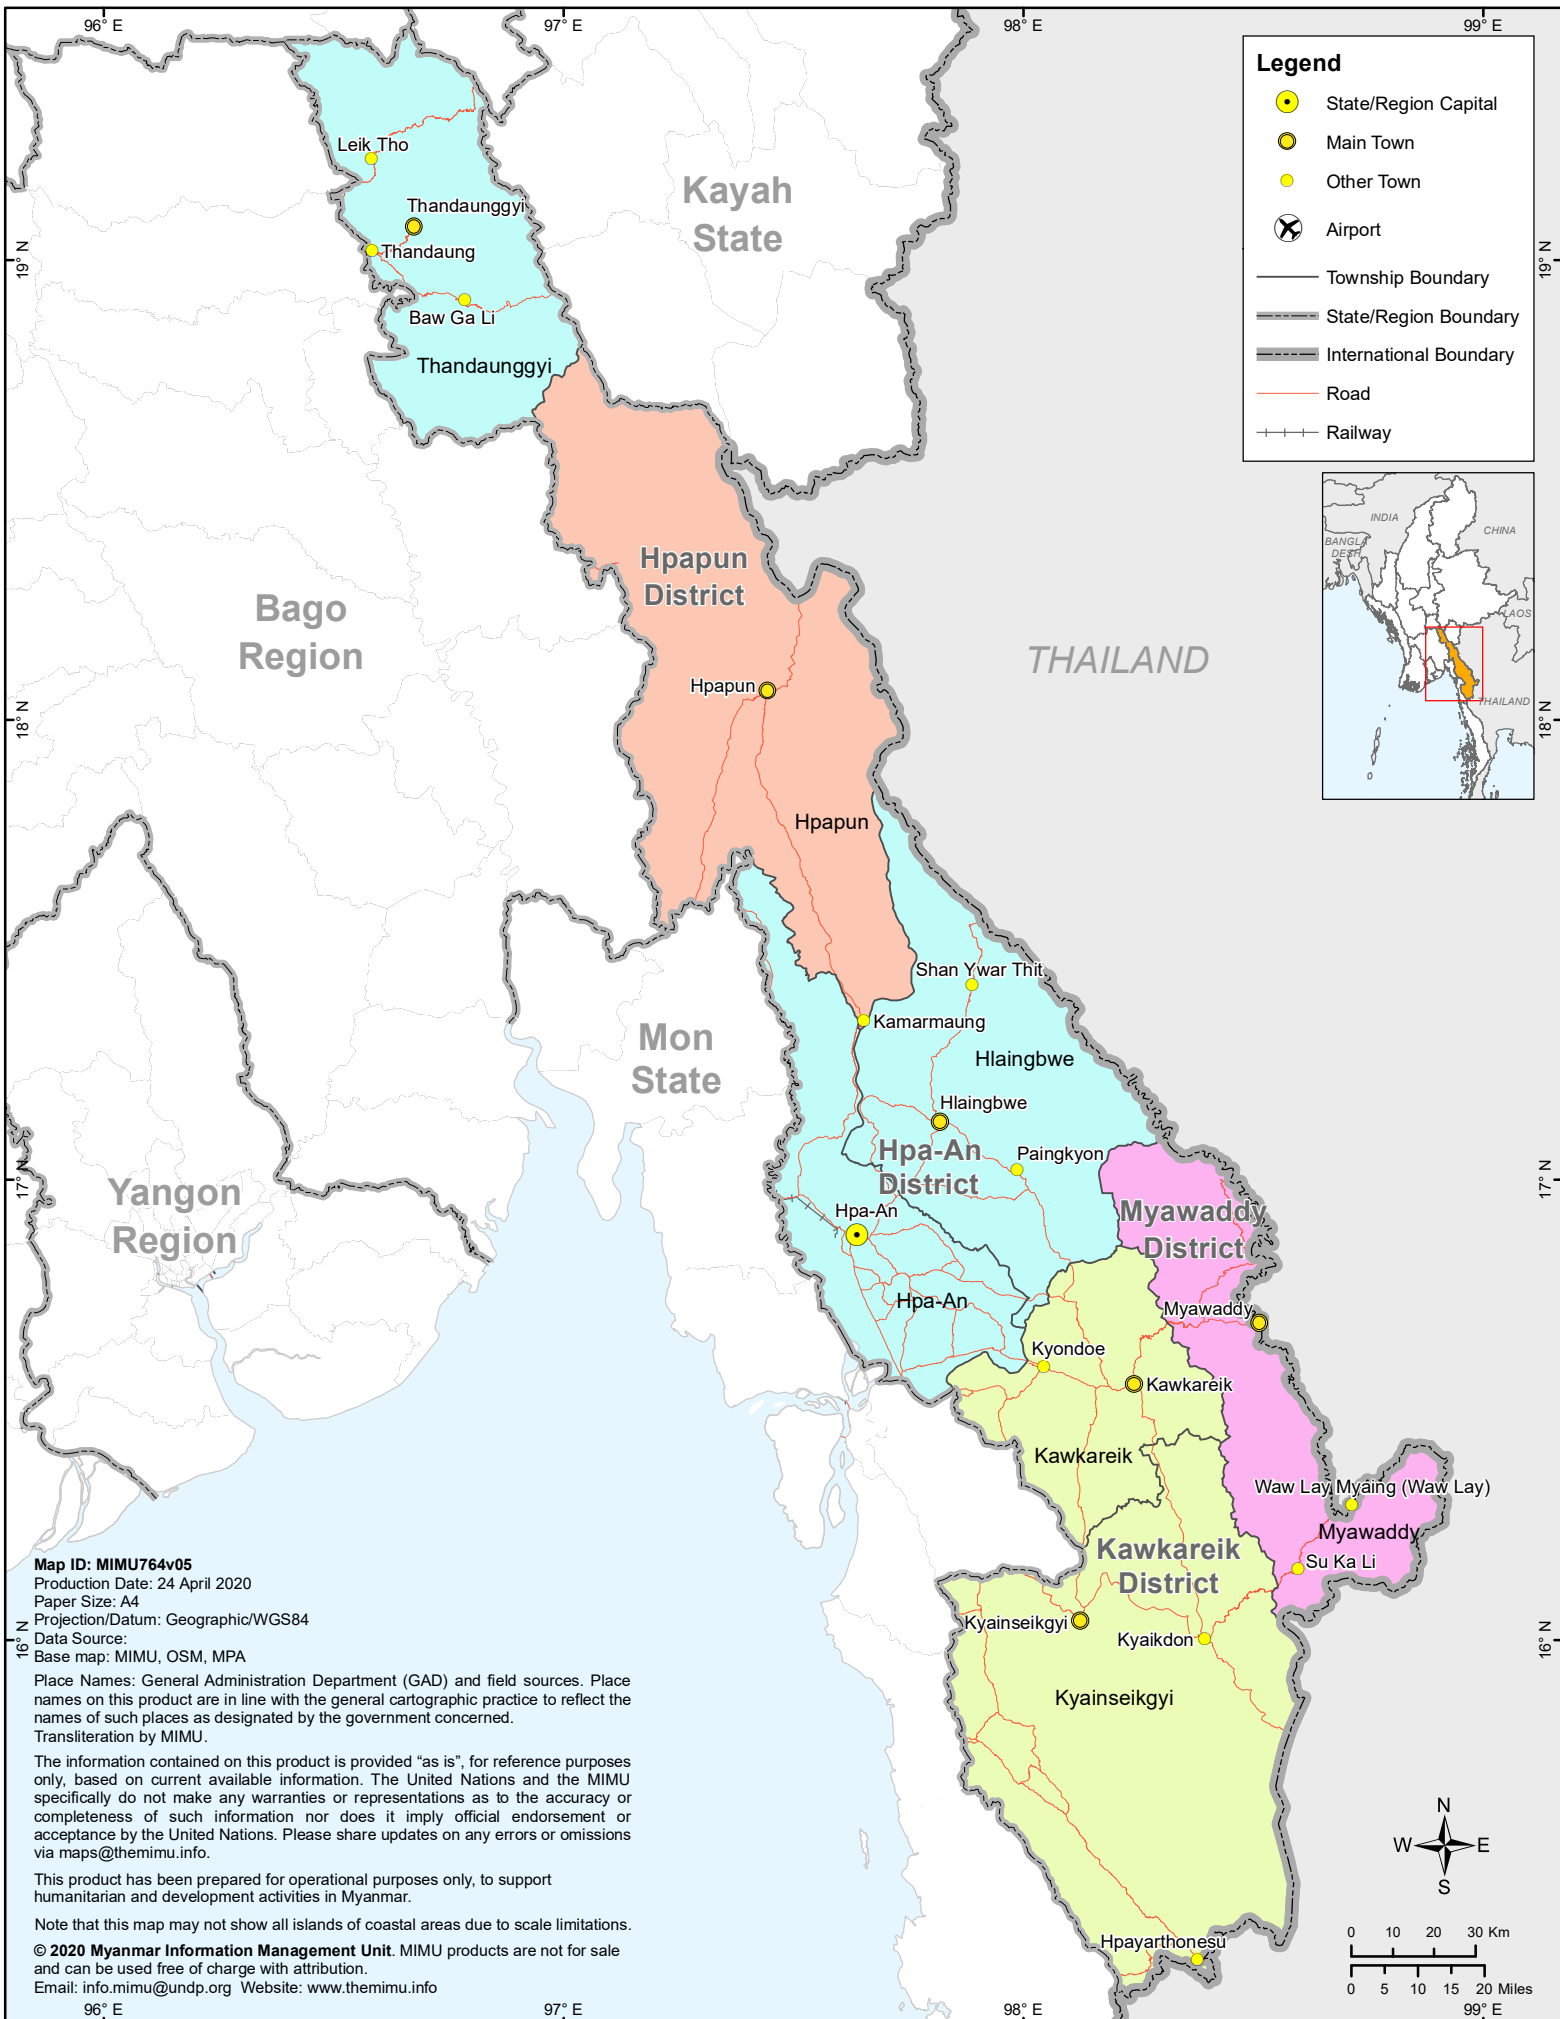 96° E
97° E
98° E
99° E
Legend
State/Region Capital
Main Town
Other Town
Airport
Township Boundary
State/Region Boundary
International Boundary
Road
Railway
19° N
19° N
Leik Tho
Thandaunggyi
Thandaung
Baw Ga Li
Thandaunggyi
Kayah
State
INDIA
CHINA
BANGLA
DESH
LAOS
THAILAND
Hpapun
District
Bago
Region
THAILAND
Hpapun
18° N
18° N
Hpapun
Shan Ywar Thit
Kamarmaung
Mon
State
Hlaingbwe
Hlaingbwe
Hpa-An
District
Paingkyon
17° N
17° N
Yangon
Region
Hpa-An
Myawaddy
District
Hpa-An
Myawaddy
Kyondoe
Kawkareik
Kawkareik
Waw Lay Myaing (Waw Lay)
Myawaddy
Kawkareik
District
Su Ka Li
Kyainseikgyi
Kyaikdon
16° N
16° N
Kyainseikgyi
Hpayarthonesu
Map ID: MIMU764v05
Production Date: 24 April 2020
Paper Size: A4
Projection/Datum: Geographic/WGS84
Data Source:
Base map: MIMU, OSM, MPA
Place Names: General Administration Department (GAD) and field sources. Place
names on this product are in line with the general cartographic practice to reflect the
names of such places as designated by the government concerned.
Transliteration by MIMU.
The information contained on this product is provided “as is”, for reference purposes
only, based on current available information. The United Nations and the MIMU
specifically do not make any warranties or representations as to the accuracy or
completeness of such information nor does it imply official endorsement or
acceptance by the United Nations. Please share updates on any errors or omissions
via maps@themimu.info.
This product has been prepared for operational purposes only, to support
humanitarian and development activities in Myanmar.
Note that this map may not show all islands of coastal areas due to scale limitations.
© 2020 Myanmar Information Management Unit. MIMU products are not for sale
and can be used free of charge with attribution.
Email: info.mimu@undp.org Website: www.themimu.info
N
W E
S
0 10 20 30 Km
0 5 10 15 20 Miles
96° E
97° E
98° E
99° E